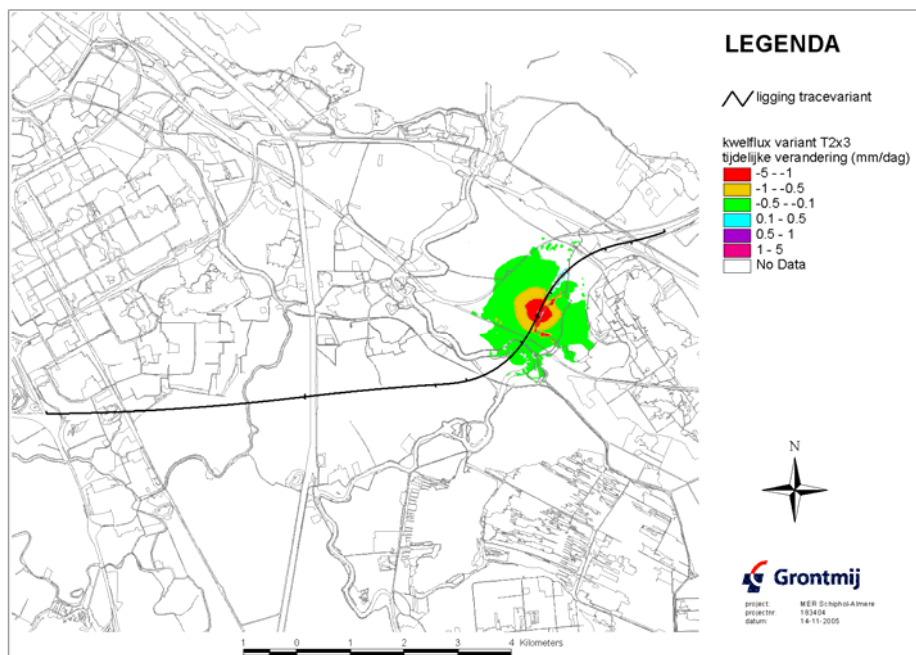 LEGENDA
ligging tracevariant
kwelflux variant T2x3
tijdelijke verandering (mm/dag)
-5 - -1
-1 - -0.5
-0.5 - -0.1
0.1 - 0.5
0.5 - 1
1 - 5
No Data
N
Grontmij
project: MER Schiphol-Almere
projectnr: 183404
datum: 14-11-2005
1 0 1 2 3 4 Kilometers